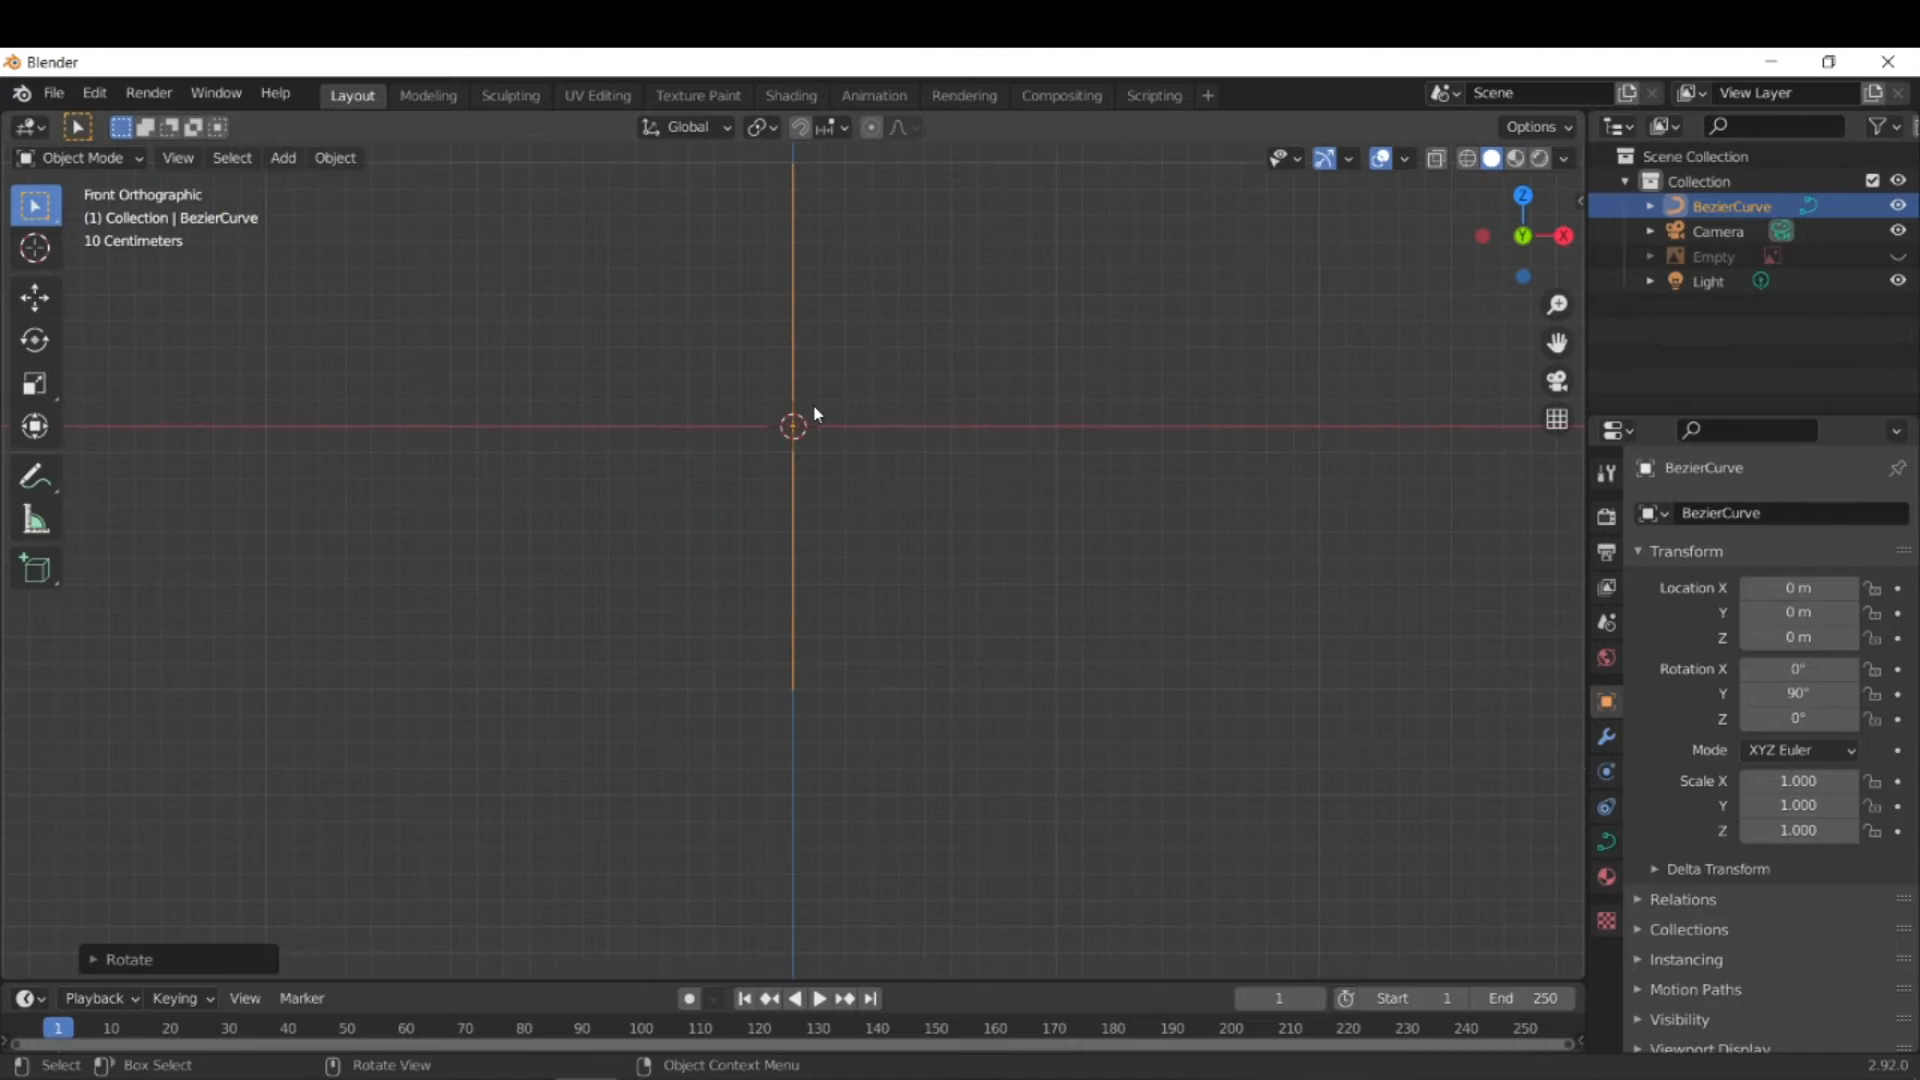 Blender
File Edit Render Window Help Layout Modeling Sculpting UV Editing Texture Paint Shading Animation Rendering Compositing Scripting + Scene View Layer
Global Options
Object Mode View Select Add Object
Front Orthographic
(1) Collection | BezierCurve
10 Centimeters
Z
Y
X
Scene Collection
Collection
BezierCurve
Camera
Empty
Light
BezierCurve
BezierCurve
Transform
Location X 0 m
Y 0 m
Z 0 m
Rotation X 0°
Y 90°
Z 0°
Mode XYZ Euler
Scale X 1.000
Y 1.000
Z 1.000
Delta Transform
Relations
Collections
Instancing
Motion Paths
Visibility
Viewport Display
Rotate
Playback Keying View Marker 1 Start 1 End 250
1 10 20 30 40 50 60 70 80 90 100 110 120 130 140 150 160 170 180 190 200 210 220 230 240 250
Select Box Select Rotate View Object Context Menu 2.92.0